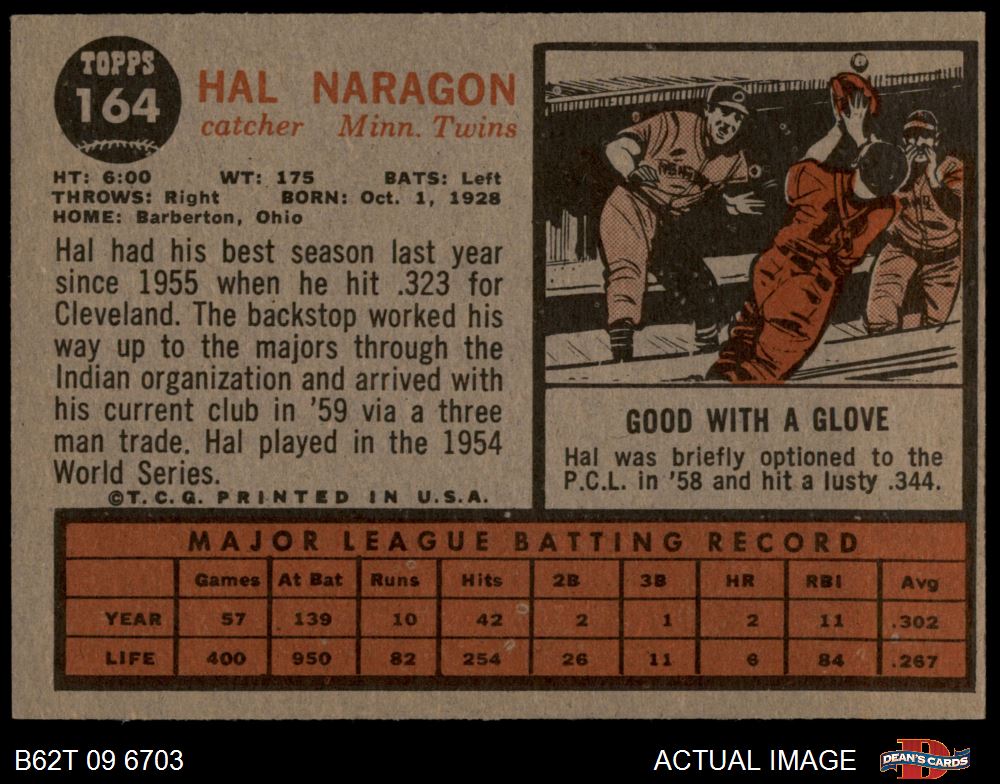 TOPPS
164
HAL NARAGON
catcher Minn. Twins
HT: 6:00 WT: 175 BATS: Left
THROWS: Right BORN: Oct. 1, 1928
HOME: Barberton, Ohio
Hal had his best season last year
since 1955 when he hit .323 for
Cleveland. The backstop worked his
way up to the majors through the
Indian organization and arrived with
his current club in '59 via a three
man trade. Hal played in the 1954
World Series.
©T.C.G. PRINTED IN U.S.A.
GOOD WITH A GLOVE
Hal was briefly optioned to the
P.C.L. in '58 and hit a lusty .344.
MAJOR LEAGUE BATTING RECORD
Games At Bat Runs Hits 2B 3B HR RBI Avg
YEAR 57 139 10 42 2 1 2 11 .302
LIFE 400 950 82 254 26 11 6 84 .267
B62T 09 6703 ACTUAL IMAGE DEAN'S CARDS